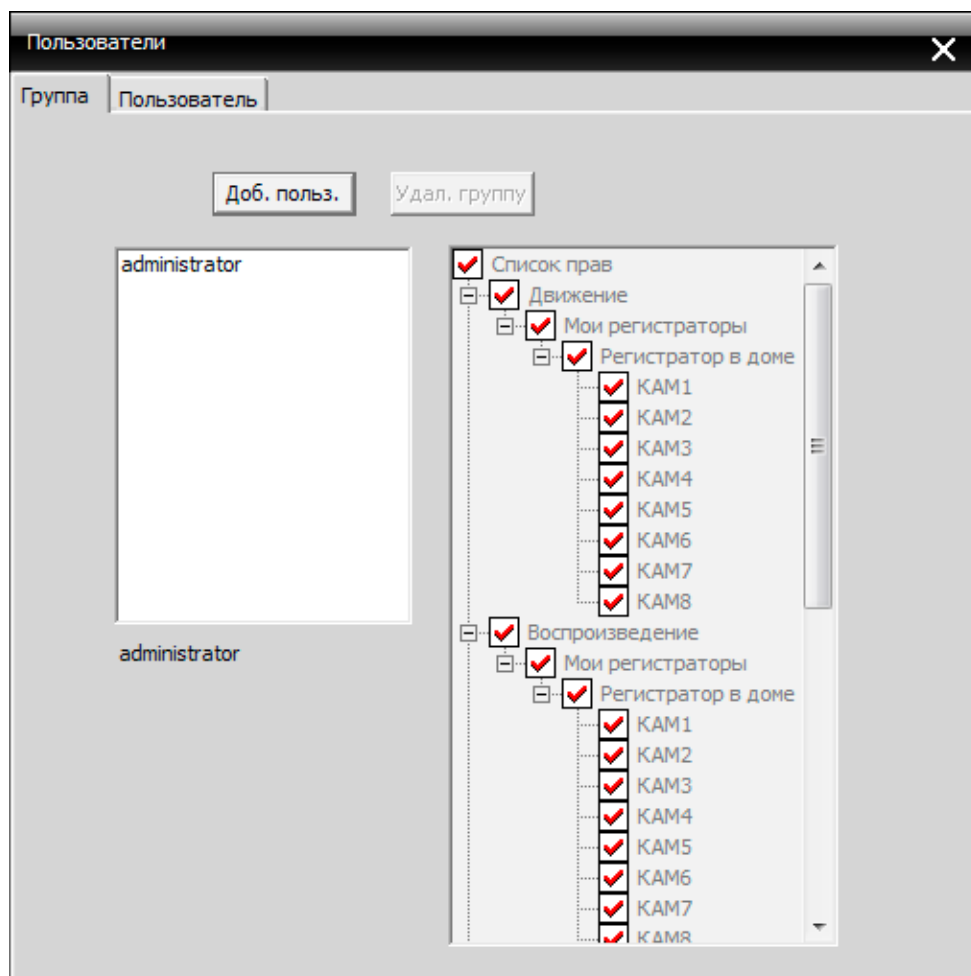 Пользователи
Группа
Пользователь
Доб. польз.
Удал. группу
administrator
administrator
Список прав
Движение
Мои регистраторы
Регистратор в доме
КАМ1
КАМ2
КАМ3
КАМ4
КАМ5
КАМ6
КАМ7
КАМ8
Воспроизведение
Мои регистраторы
Регистратор в доме
КАМ1
КАМ2
КАМ3
КАМ4
КАМ5
КАМ6
КАМ7
КАМ8